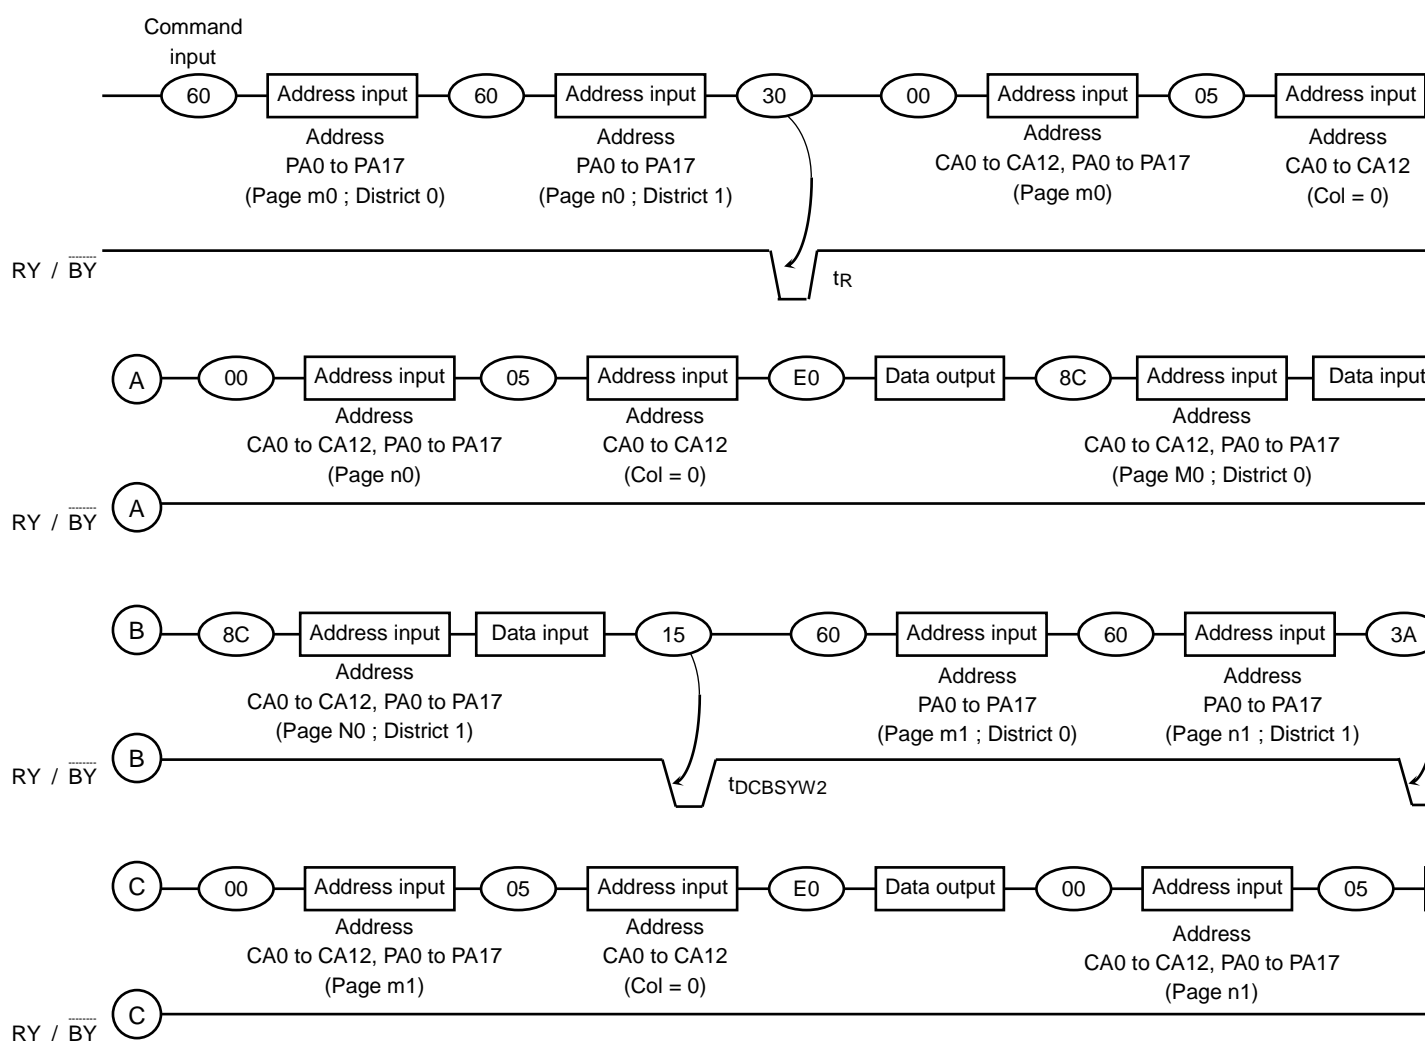 Command
input
60 Address input 60 Address input 30 00 Address input 05 Address input
Address
PA0 to PA17
(Page m0 ; District 0)
Address
PA0 to PA17
(Page n0 ; District 1)
Address
CA0 to CA12, PA0 to PA17
(Page m0)
Address
CA0 to CA12
(Col = 0)
RY / BY
tR
A 00 Address input 05 Address input E0 Data output 8C Address input Data input
Address
CA0 to CA12, PA0 to PA17
(Page n0)
Address
CA0 to CA12
(Col = 0)
Address
CA0 to CA12, PA0 to PA17
(Page M0 ; District 0)
RY / BY A
B 8C Address input Data input 15 60 Address input 60 Address input 3A
Address
CA0 to CA12, PA0 to PA17
(Page N0 ; District 1)
Address
PA0 to PA17
(Page m1 ; District 0)
Address
PA0 to PA17
(Page n1 ; District 1)
RY / BY B
tDCBSYW2
C 00 Address input 05 Address input E0 Data output 00 Address input 05
Address
CA0 to CA12, PA0 to PA17
(Page m1)
Address
CA0 to CA12
(Col = 0)
Address
CA0 to CA12, PA0 to PA17
(Page n1)
RY / BY C